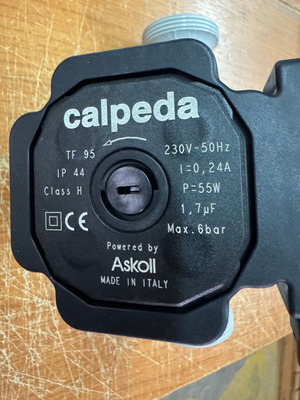 calpeda
TF 95 230V-50Hz
IP 44 I=0,24A
Class H P=55W
1,7µF
CE Max.6bar
Powered by
Askoll
MADE IN ITALY